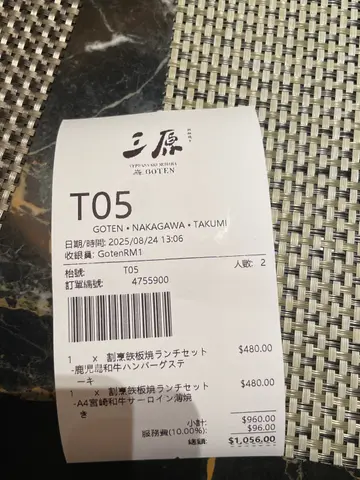 三原
GOTEN
T05
GOTEN • NAKAGAWA • TAKUMI
日期/時間: 2025/08/24 13:06
收銀員: GotenRM1
枱號: T05 人數: 2
訂單編號: 4755900
1 x 割烹鉄板焼ランチセット $480.00
-鹿児島和牛ハンバーグステ
ーキ
1 x 割烹鉄板焼ランチセット $480.00
-A4宮崎和牛サーロイン薄焼
き
小計: $960.00
服務費(10.00%): $96.00
總額: $1,056.00